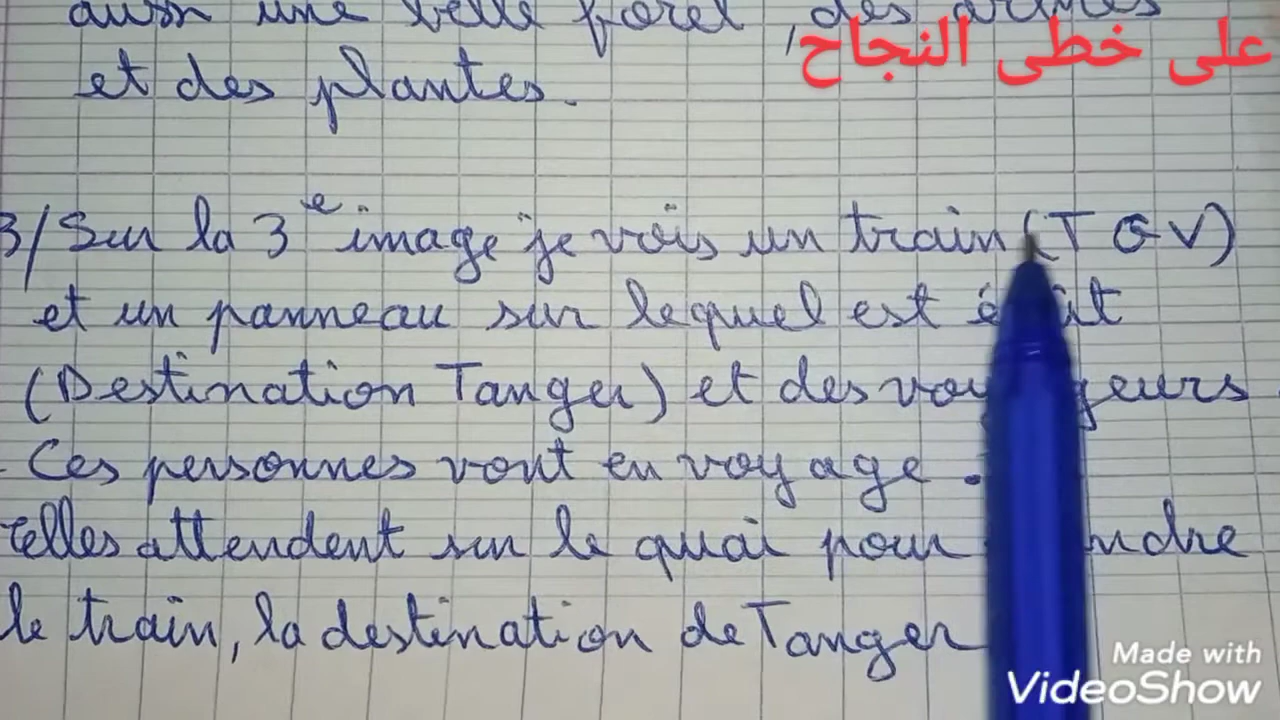 aussi une belle forêt, des arbres
على خطى النجاح
et des plantes.
3/ Sur la 3e image je vois un train (TGV)
et un panneau sur lequel est
(Destination Tanger) et des
- Ces personnes vont en voyage.
elles attendent sur le quai pour
le train, la destination de Tanger
Made with
VideoShow